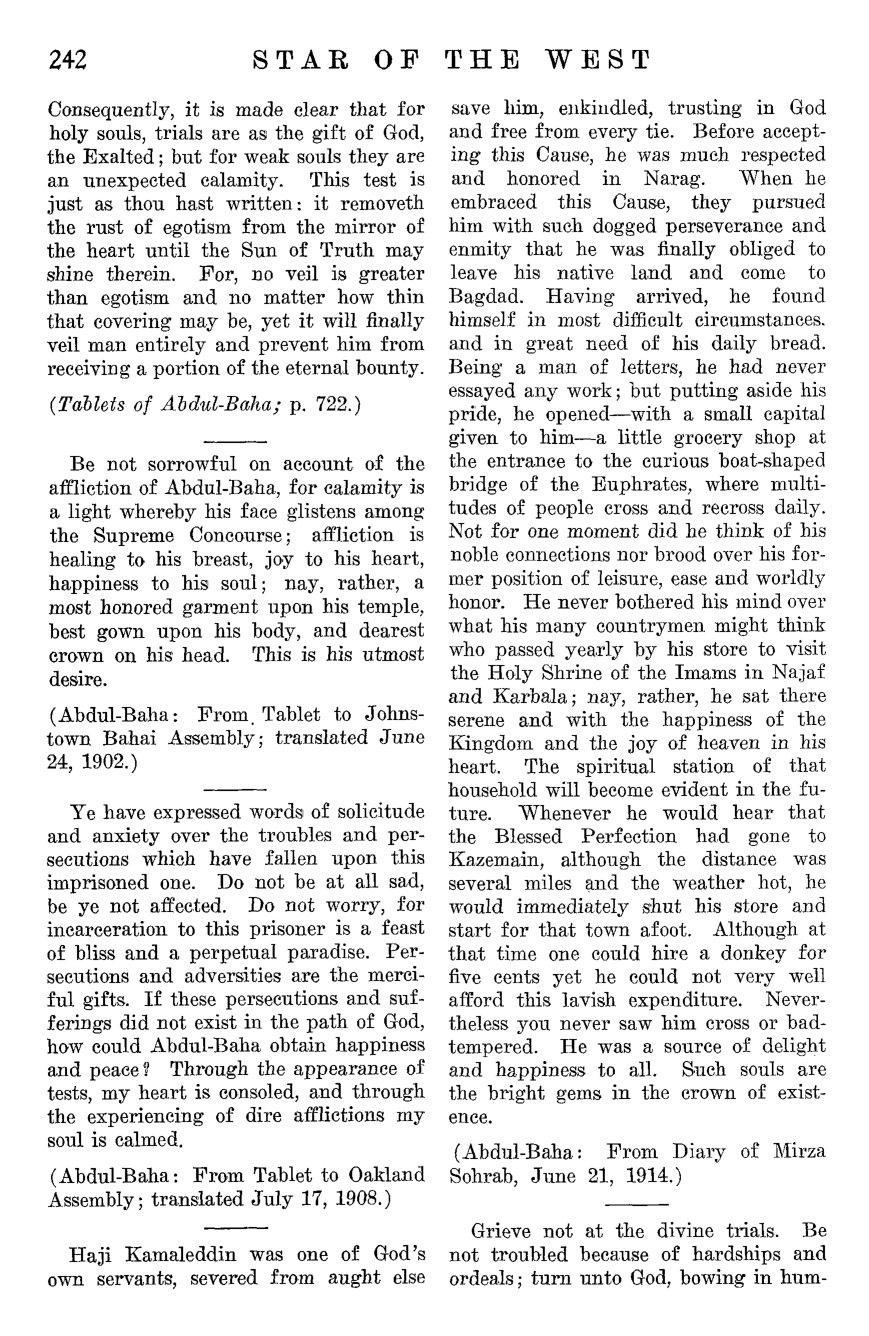 242 STAR OF THE WEST
Consequently, it is made clear that for
holy souls, trials are as the gift of God,
the Exalted; but for weak souls they are
an unexpected calamity. This test is
just as thou hast written: it removeth
the rust of egotism from the mirror of
the heart until the Sun of Truth may
shine therein. For, no veil is greater
than egotism and no matter how thin
that covering may be, yet it will finally
veil man entirely and prevent him from
receiving a portion of the eternal bounty.
(Tablets of Abdul-Baha; p. 722.)
Be not sorrowful on account of the
affliction of Abdul-Baha, for calamity is
a light whereby his face glistens among
the Supreme Concourse; affliction is
healing to his breast, joy to his heart,
happiness to his soul; nay, rather, a
most honored garment upon his temple,
best gown upon his body, and dearest
crown on his head. This is his utmost
desire.
(Abdul-Baha: From Tablet to Johns-
town Bahai Assembly; translated June
24, 1902.)
Ye have expressed words of solicitude
and anxiety over the troubles and per-
secutions which have fallen upon this
imprisoned one. Do not be at all sad,
be ye not affected. Do not worry, for
incarceration to this prisoner is a feast
of bliss and a perpetual paradise. Per-
secutions and adversities are the merci-
ful gifts. If these persecutions and suf-
ferings did not exist in the path of God,
how could Abdul-Baha obtain happiness
and peace? Through the appearance of
tests, my heart is consoled, and through
the experiencing of dire afflictions my
soul is calmed.
(Abdul-Baha: From Tablet to Oakland
Assembly; translated July 17, 1908.)
Haji Kamaleddin was one of God's
own servants, severed from aught else
save him, enkindled, trusting in God
and free from every tie. Before accept-
ing this Cause, he was much respected
and honored in Narag. When he
embraced this Cause, they pursued
him with such dogged perseverance and
enmity that he was finally obliged to
leave his native land and come to
Bagdad. Having arrived, he found
himself in most difficult circumstances.
and in great need of his daily bread.
Being a man of letters, he had never
essayed any work; but putting aside his
pride, he opened—with a small capital
given to him—a little grocery shop at
the entrance to the curious boat-shaped
bridge of the Euphrates, where multi-
tudes of people cross and recross daily.
Not for one moment did he think of his
noble connections nor brood over his for-
mer position of leisure, ease and worldly
honor. He never bothered his mind over
what his many countrymen might think
who passed yearly by his store to visit
the Holy Shrine of the Imams in Najaf
and Karbala; nay, rather, he sat there
serene and with the happiness of the
Kingdom and the joy of heaven in his
heart. The spiritual station of that
household will become evident in the fu-
ture. Whenever he would hear that
the Blessed Perfection had gone to
Kazemain, although the distance was
several miles and the weather hot, he
would immediately shut his store and
start for that town afoot. Although at
that time one could hire a donkey for
five cents yet he could not very well
afford this lavish expenditure. Never-
theless you never saw him cross or bad-
tempered. He was a source of delight
and happiness to all. Such souls are
the bright gems in the crown of exist-
ence.
(Abdul-Baha: From Diary of Mirza
Sohrab, June 21, 1914.)
Grieve not at the divine trials. Be
not troubled because of hardships and
ordeals; turn unto God, bowing in hum-